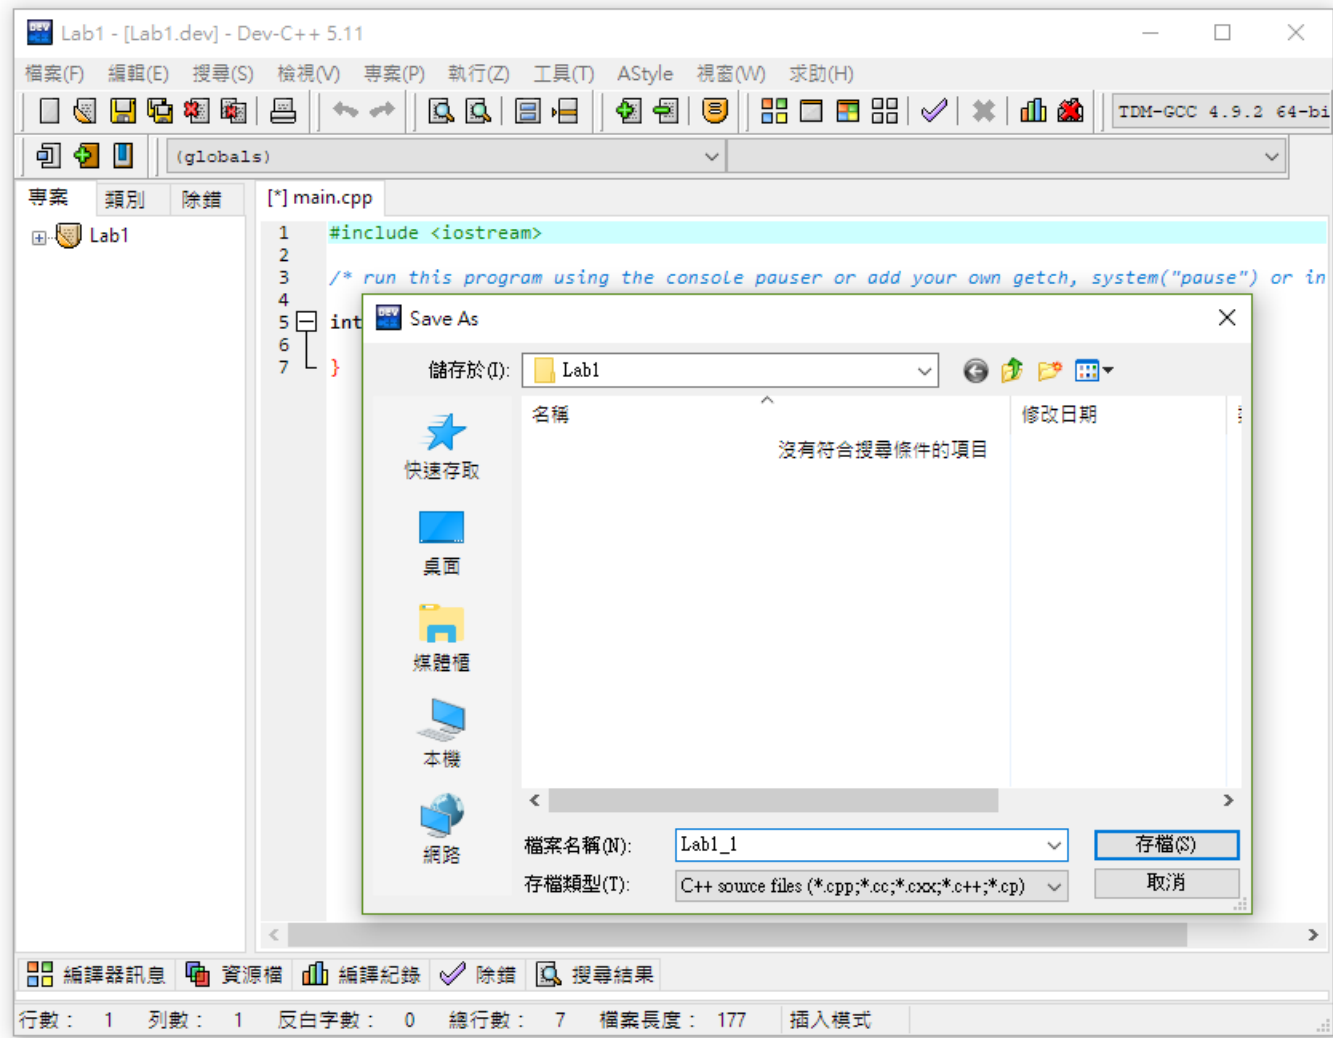 Lab1 - [Lab1.dev] - Dev-C++ 5.11
檔案(F) 編輯(E) 搜尋(S) 檢視(V) 專案(P) 執行(Z) 工具(T) AStyle 視窗(W) 求助(H)
TDM-GCC 4.9.2 64-bi
(globals)
專案 類別 除錯 [*] main.cpp
Lab1
1 #include <iostream>
2
3 /* run this program using the console pauser or add your own getch, system("pause") or in
4
5 int
6
7 }
Save As
儲存於(I): Lab1
名稱 修改日期
沒有符合搜尋條件的項目
快速存取
桌面
媒體櫃
本機
網路
檔案名稱(N): Lab1_1 存檔(S)
存檔類型(T): C++ source files (*.cpp;*.cc;*.cxx;*.c++;*.cp) 取消
編譯器訊息 資源檔 編譯紀錄 除錯 搜尋結果
行數： 1 列數： 1 反白字數： 0 總行數： 7 檔案長度： 177 插入模式